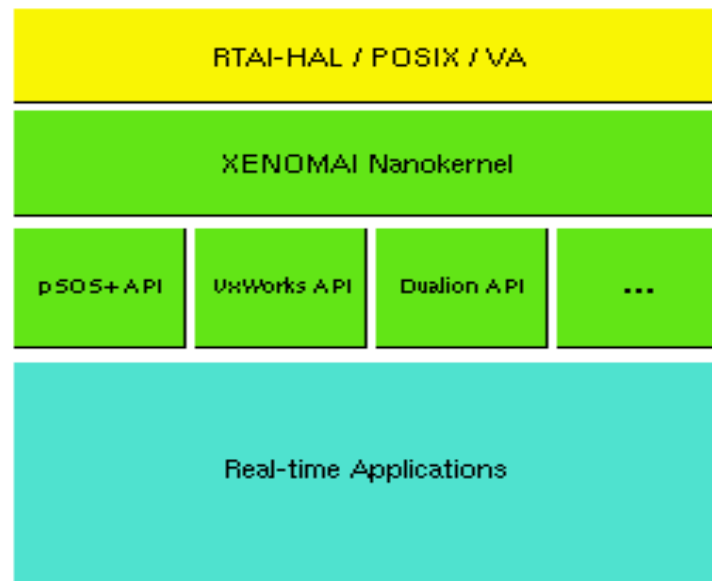 RTAI-HAL / POSIX / VA
XENOMAI Nanokernel
pSOS+ API
VxWorks API
Dualion API
...
Real-time Applications